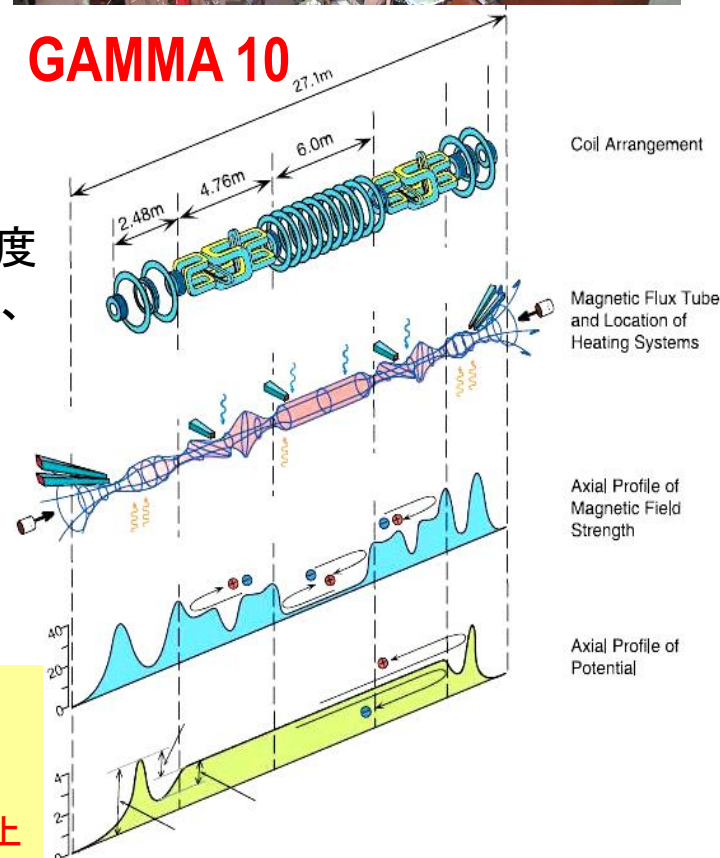 GAMMA 10
27.1m
6.0m
4.76m
2.48m
Coil Arrangement
度
、
Magnetic Flux Tube
and Location of
Heating Systems
Axial Profile of
Magnetic Field
Strength
40
20
0
Axial Profile of
Potential
4
2
0
上